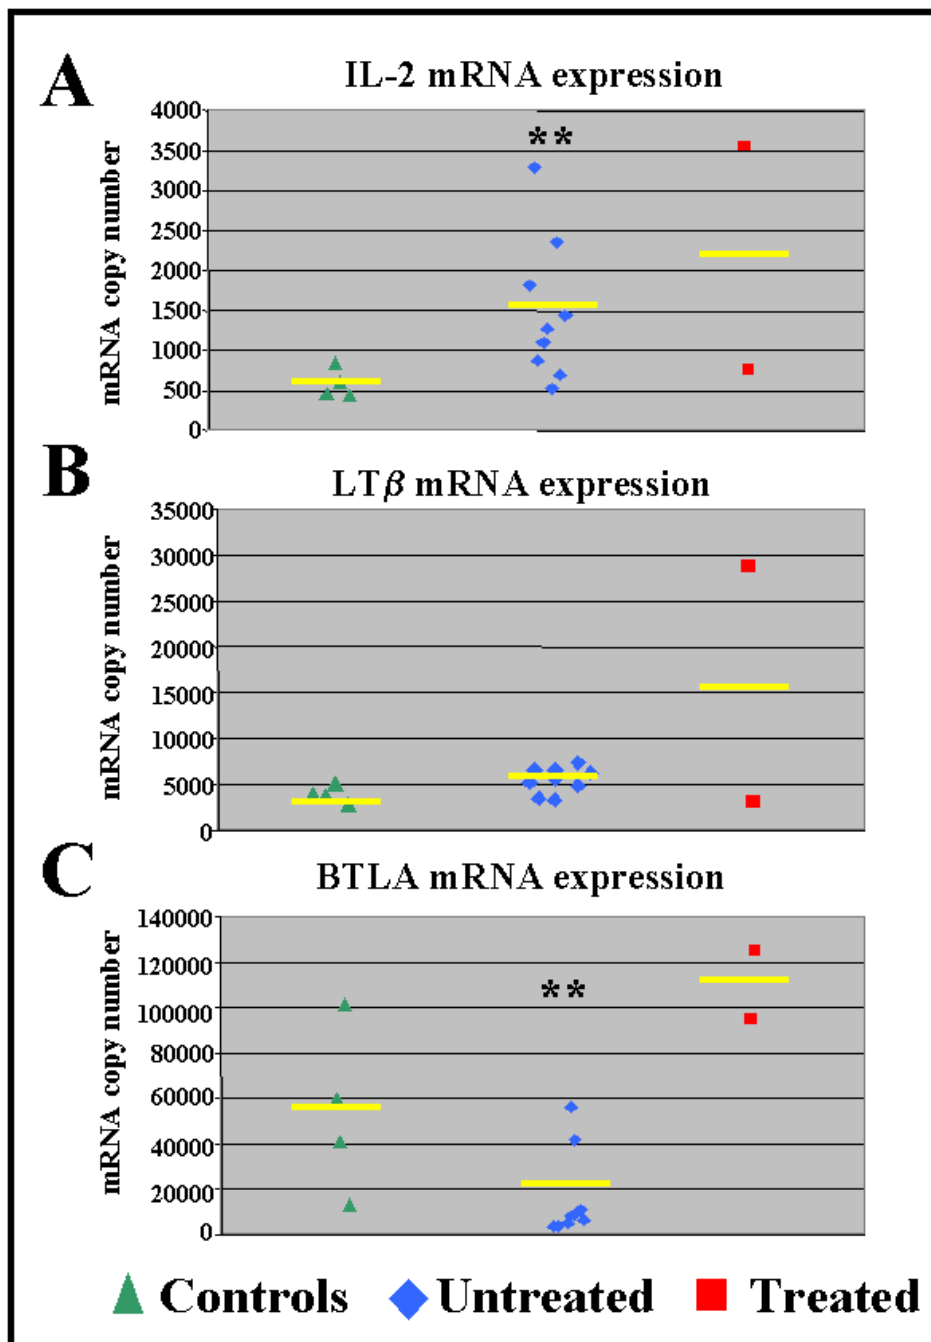 A
IL-2 mRNA expression
mRNA copy number
4000
3500
3000
2500
2000
1500
1000
500
0
**
B
LTβ mRNA expression
mRNA copy number
35000
30000
25000
20000
15000
10000
5000
0
C
BTLA mRNA expression
mRNA copy number
140000
120000
100000
80000
60000
40000
20000
0
**
Controls Untreated Treated